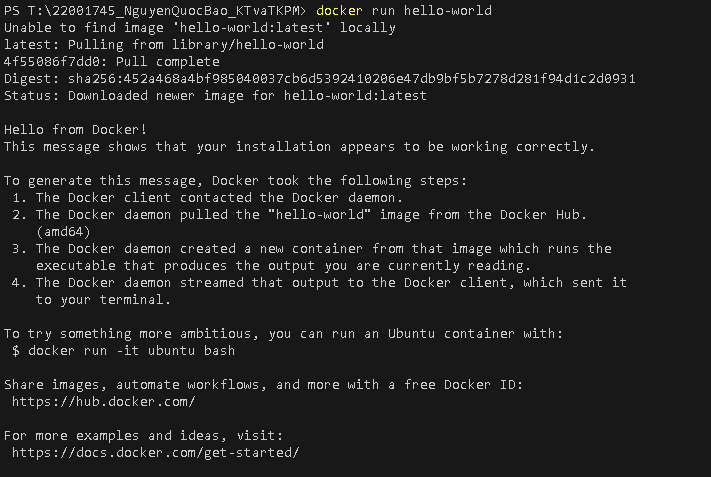 PS T:\22001745_NguyenQuocBao_KTvaTKPM> docker run hello-world
Unable to find image 'hello-world:latest' locally
latest: Pulling from library/hello-world
4f55086f7dd0: Pull complete
Digest: sha256:452a468a4bf985040037cb6d5392410206e47db9bf5b7278d281f94d1c2d0931
Status: Downloaded newer image for hello-world:latest

Hello from Docker!
This message shows that your installation appears to be working correctly.

To generate this message, Docker took the following steps:
 1. The Docker client contacted the Docker daemon.
 2. The Docker daemon pulled the "hello-world" image from the Docker Hub.
    (amd64)
 3. The Docker daemon created a new container from that image which runs the
    executable that produces the output you are currently reading.
 4. The Docker daemon streamed that output to the Docker client, which sent it
    to your terminal.

To try something more ambitious, you can run an Ubuntu container with:
 $ docker run -it ubuntu bash

Share images, automate workflows, and more with a free Docker ID:
 https://hub.docker.com/

For more examples and ideas, visit:
 https://docs.docker.com/get-started/